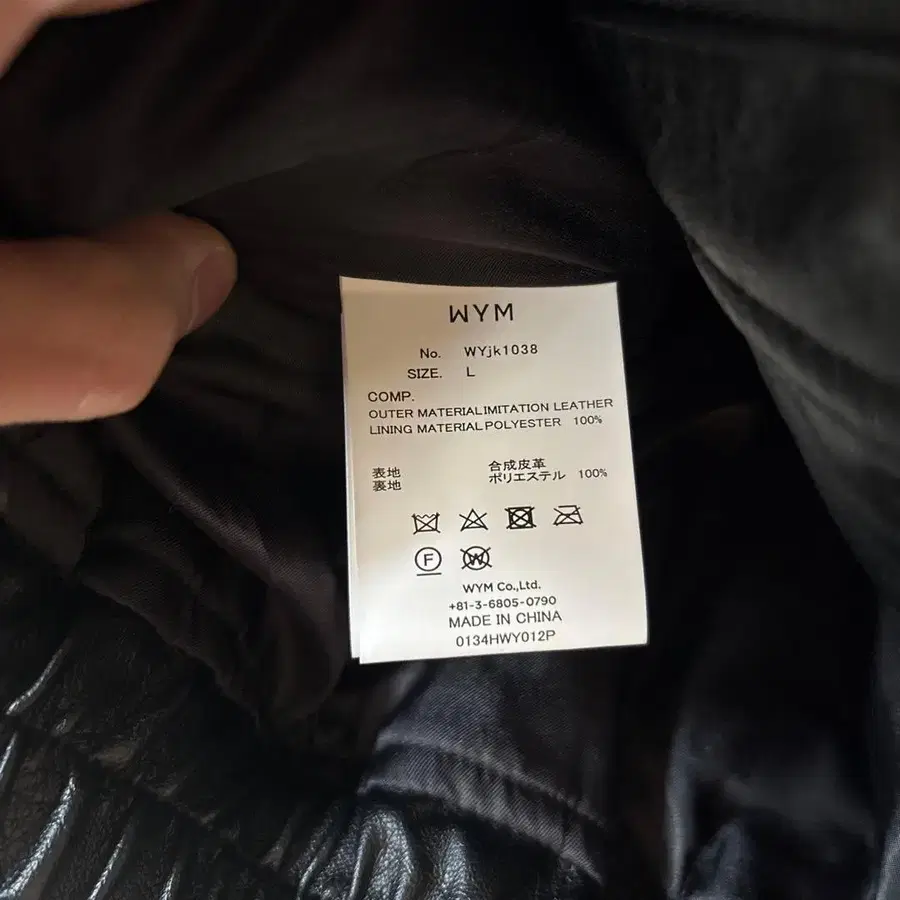 WYM
No. WYjk1038
SIZE. L
COMP.
OUTER MATERIAL IMITATION LEATHER
LINING MATERIAL POLYESTER 100%
表地 合成皮革
裏地 ポリエステル 100%
F W
WYM Co.,Ltd.
+81-3-6805-0790
MADE IN CHINA
0134HWY012P